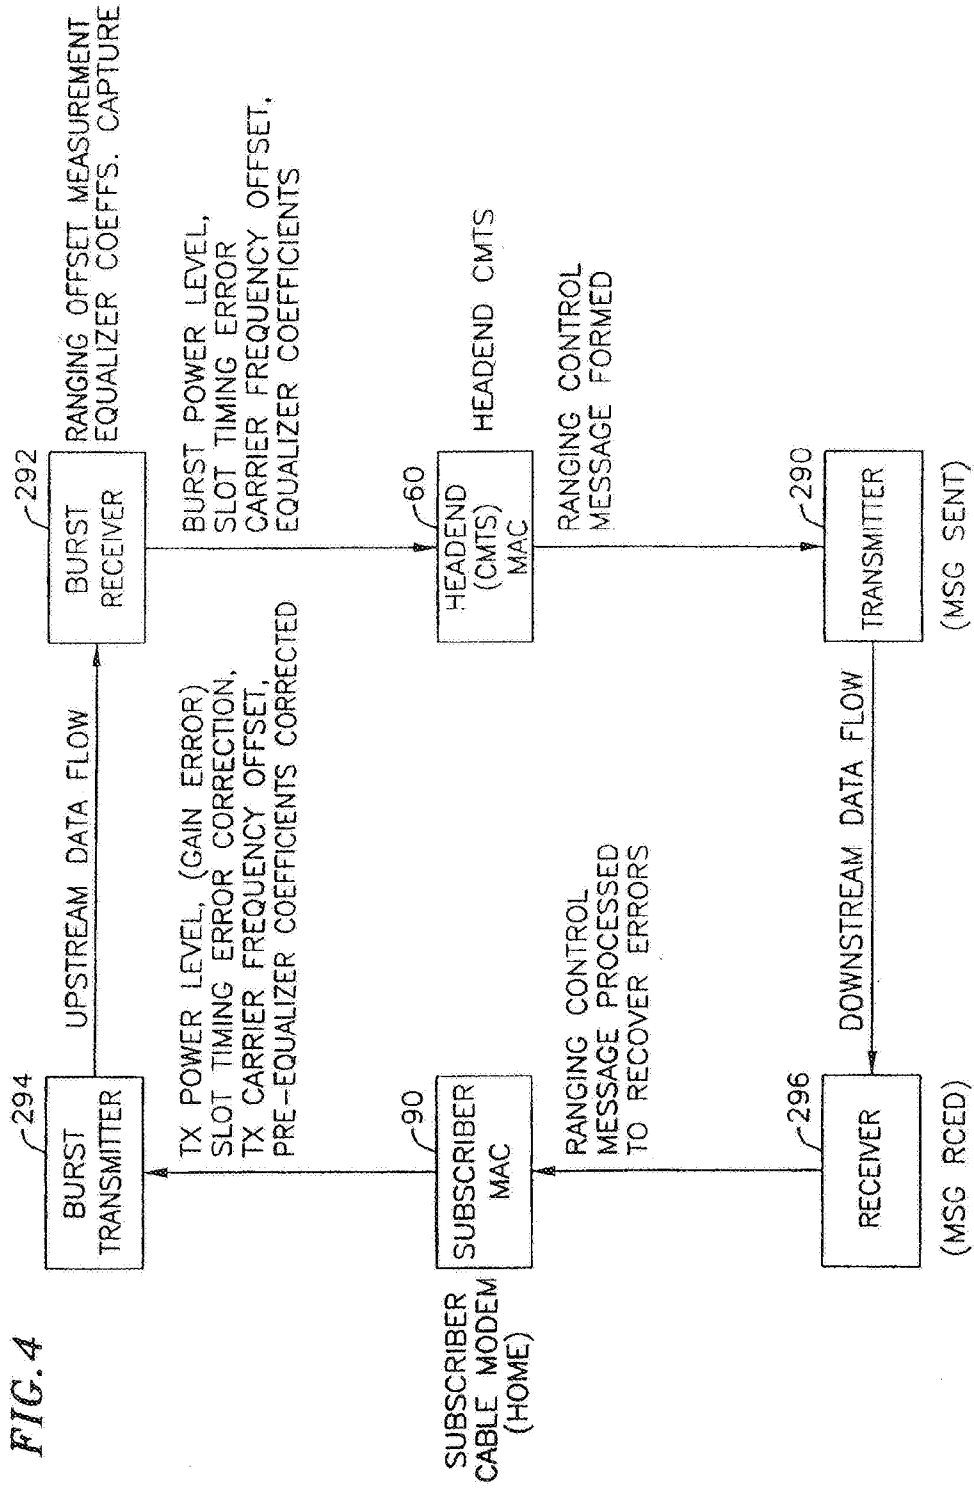 FIG. 4
294
BURST
TRANSMITTER
UPSTREAM DATA FLOW
292
BURST
RECEIVER
RANGING OFFSET MEASUREMENT
EQUALIZER COEFFS. CAPTURE
TX POWER LEVEL, (GAIN ERROR)
SLOT TIMING ERROR CORRECTION,
TX CARRIER FREQUENCY OFFSET,
PRE-EQUALIZER COEFFICIENTS CORRECTED
BURST POWER LEVEL,
SLOT TIMING ERROR
CARRIER FREQUENCY OFFSET,
EQUALIZER COEFFICIENTS
SUBSCRIBER
CABLE MODEM
(HOME)
90
SUBSCRIBER
MAC
60
HEADEND
(CMTS)
MAC
HEADEND CMTS
RANGING CONTROL
MESSAGE PROCESSED
TO RECOVER ERRORS
RANGING CONTROL
MESSAGE FORMED
296
RECEIVER
(MSG RCED)
DOWNSTREAM DATA FLOW
290
TRANSMITTER
(MSG SENT)